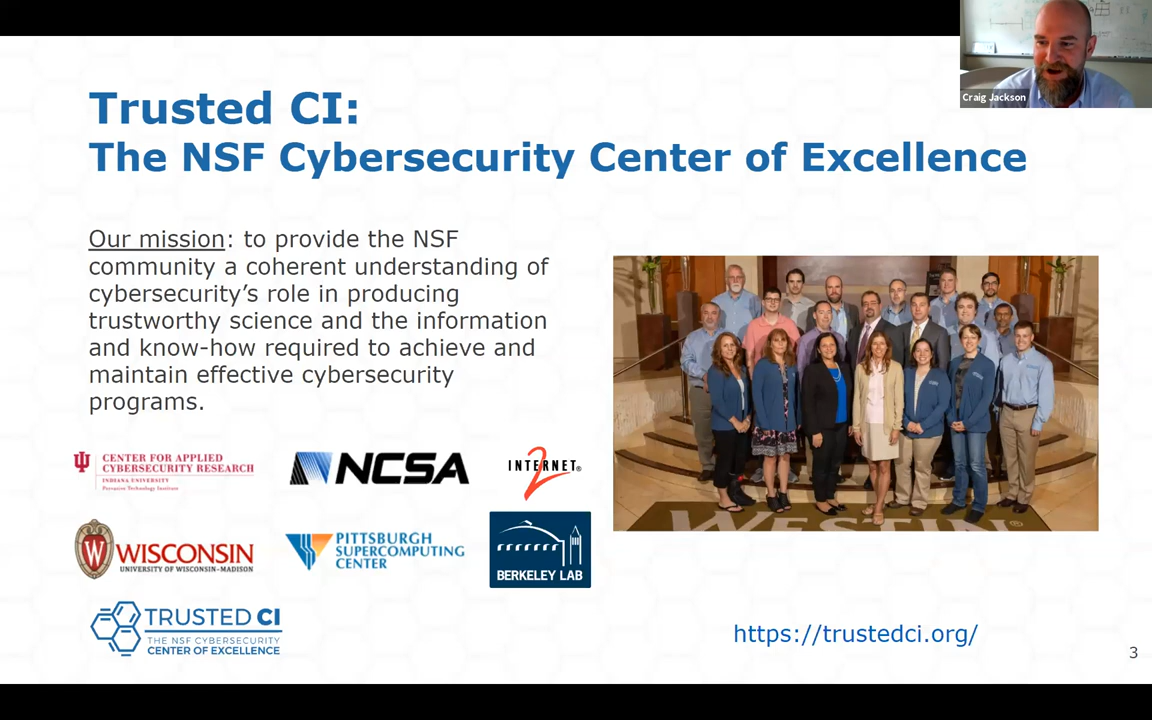 Craig Jackson
Trusted CI:
The NSF Cybersecurity Center of Excellence
Our mission: to provide the NSF
community a coherent understanding of
cybersecurity’s role in producing
trustworthy science and the information
and know-how required to achieve and
maintain effective cybersecurity
programs.
CENTER FOR APPLIED
CYBERSECURITY RESEARCH
INDIANA UNIVERSITY
Pervasive Technology Institute
NCSA
INTERNET®
2
W
WISCONSIN
UNIVERSITY OF WISCONSIN–MADISON
PITTSBURGH
SUPERCOMPUTING
CENTER
BERKELEY LAB
TRUSTED CI
THE NSF CYBERSECURITY
CENTER OF EXCELLENCE
WESTIN®
https://trustedci.org/
3